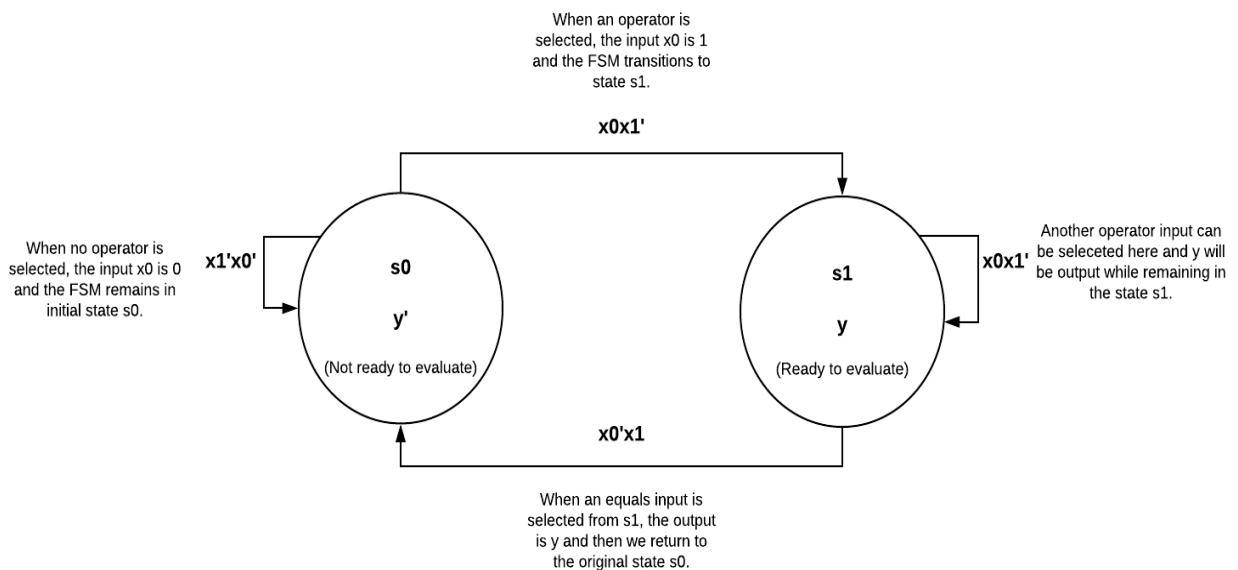 When an operator is
selected, the input x0 is 1
and the FSM transitions to
state s1.
x0x1'
When no operator is
selected, the input x0 is 0
and the FSM remains in
initial state s0.
x1'x0'
s0
y'
(Not ready to evaluate)
s1
y
(Ready to evaluate)
x0x1'
Another operator input can
be seleceted here and y will
be output while remaining in
the state s1.
x0'x1
When an equals input is
selected from s1, the output
is y and then we return to
the original state s0.